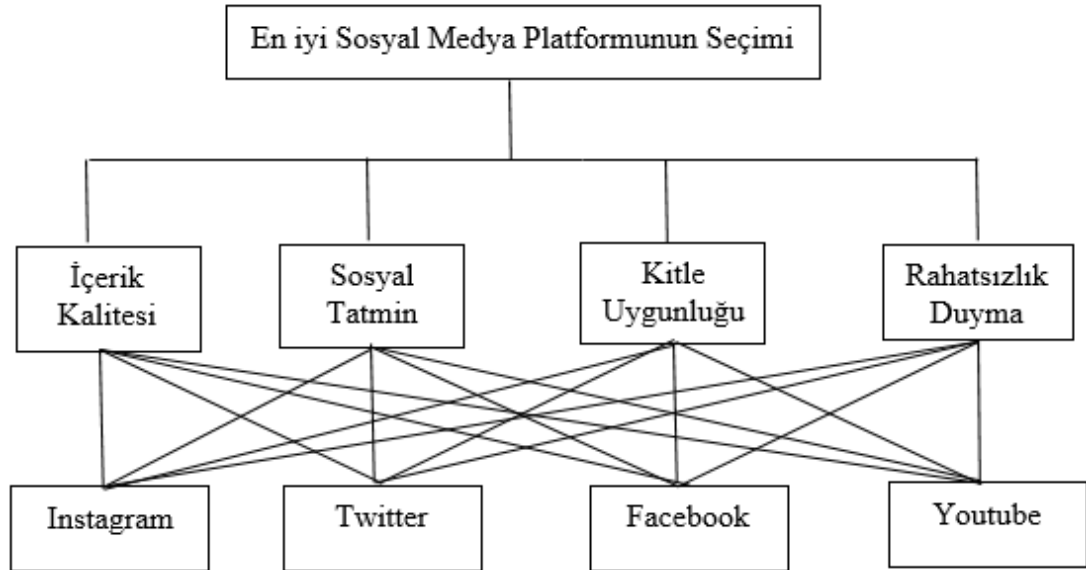 En iyi Sosyal Medya Platformunun Seçimi
İçerik
Kalitesi
Sosyal
Tatmin
Kitle
Uygunluğu
Rahatsızlık
Duyma
Instagram
Twitter
Facebook
Youtube